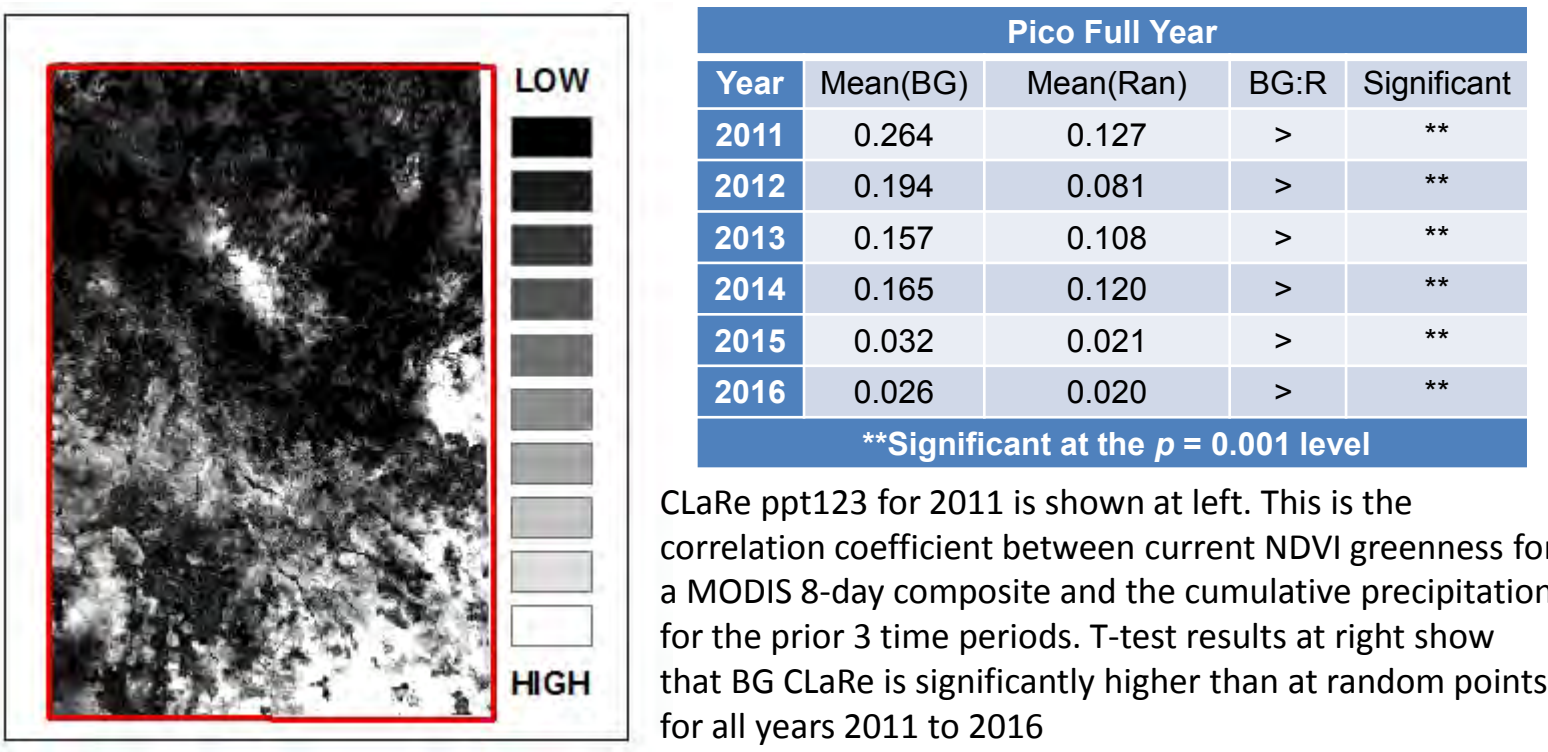 LOW
HIGH
Pico Full Year
Year Mean(BG) Mean(Ran) BG:R Significant
2011 0.264 0.127 > **
2012 0.194 0.081 > **
2013 0.157 0.108 > **
2014 0.165 0.120 > **
2015 0.032 0.021 > **
2016 0.026 0.020 > **
**Significant at the p = 0.001 level
CLaRe ppt123 for 2011 is shown at left. This is the
correlation coefficient between current NDVI greenness for
a MODIS 8-day composite and the cumulative precipitation
for the prior 3 time periods. T-test results at right show
that BG CLaRe is significantly higher than at random points
for all years 2011 to 2016